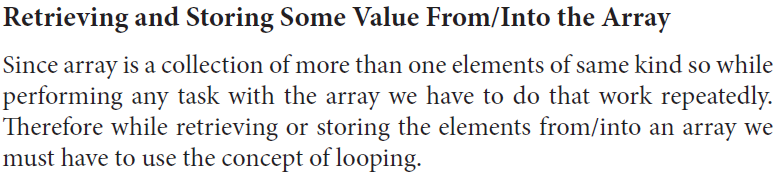 Retrieving and Storing Some Value From/Into the Array
Since array is a collection of more than one elements of same kind so while
performing any task with the array we have to do that work repeatedly.
Therefore while retrieving or storing the elements from/into an array we
must have to use the concept of looping.